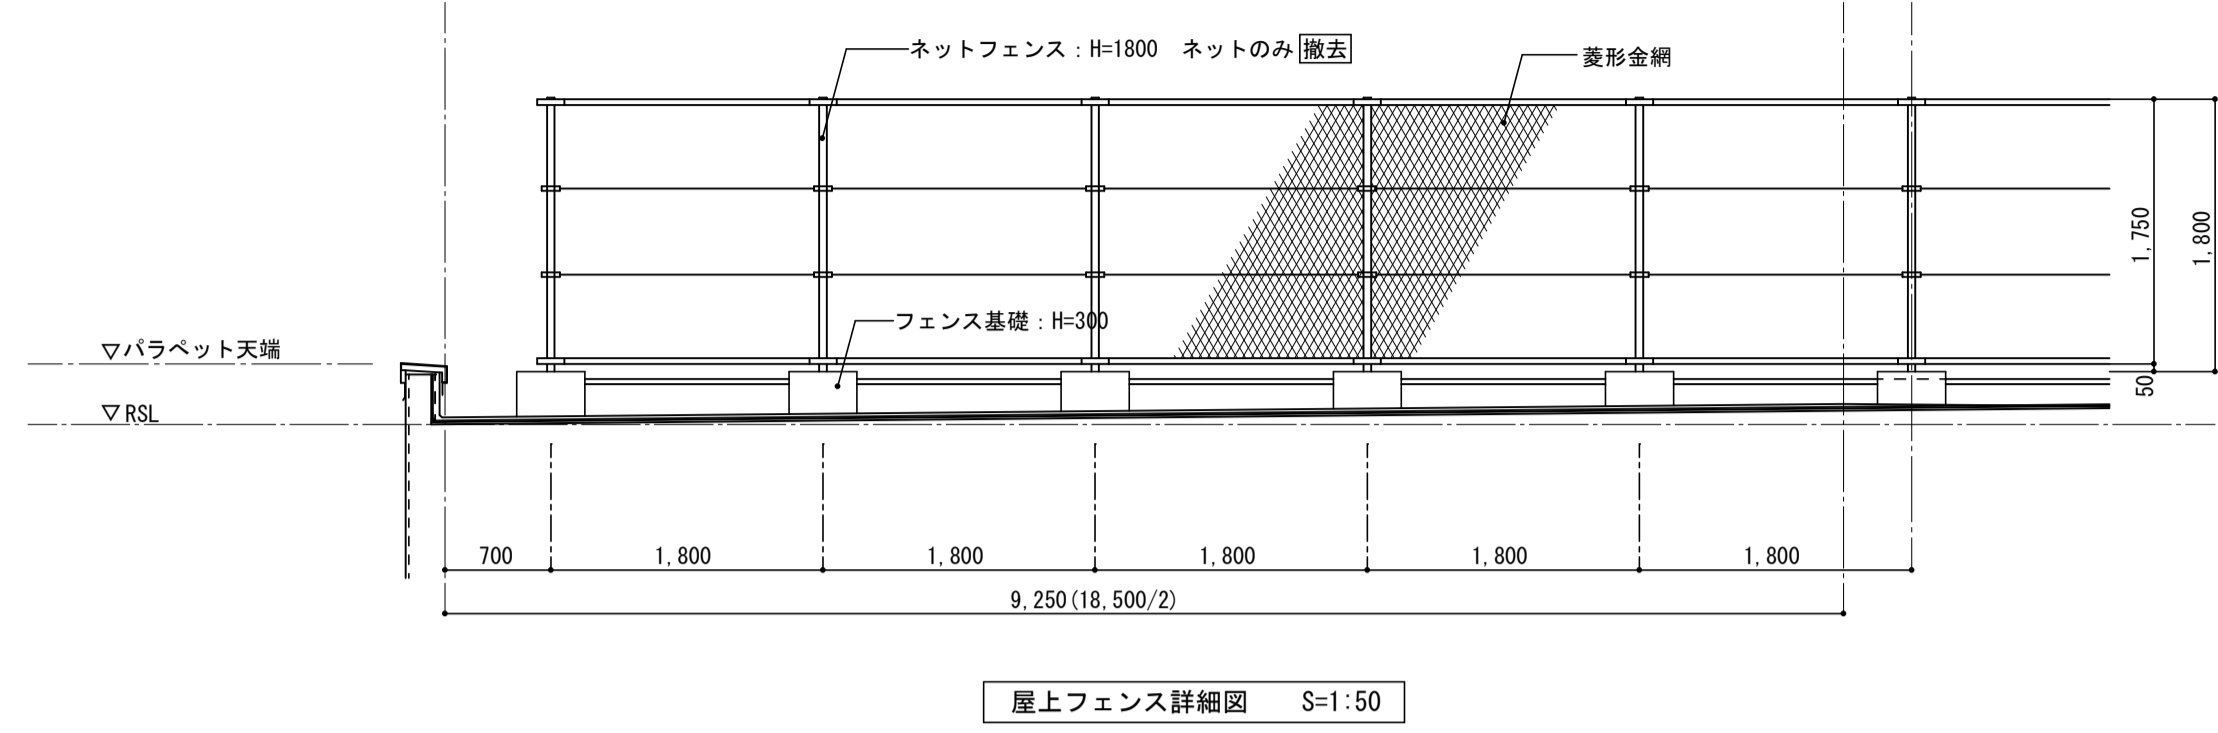 ネットフェンス：H=1800　ネットのみ 撤去
菱形金網
フェンス基礎：H=300
▽パラペット天端
▽RSL
1,750
1,800
50
700
1,800
1,800
1,800
1,800
1,800
9,250(18,500/2)
屋上フェンス詳細図　S=1:50